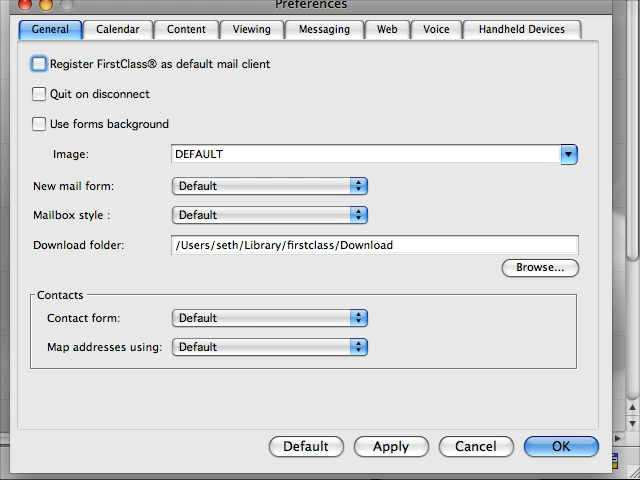 Preferences
General Calendar Content Viewing Messaging Web Voice Handheld Devices
Register FirstClass® as default mail client
Quit on disconnect
Use forms background
Image: DEFAULT
New mail form: Default
Mailbox style : Default
Download folder: /Users/seth/Library/firstclass/Download
Browse...
Contacts
Contact form: Default
Map addresses using: Default
Default Apply Cancel OK